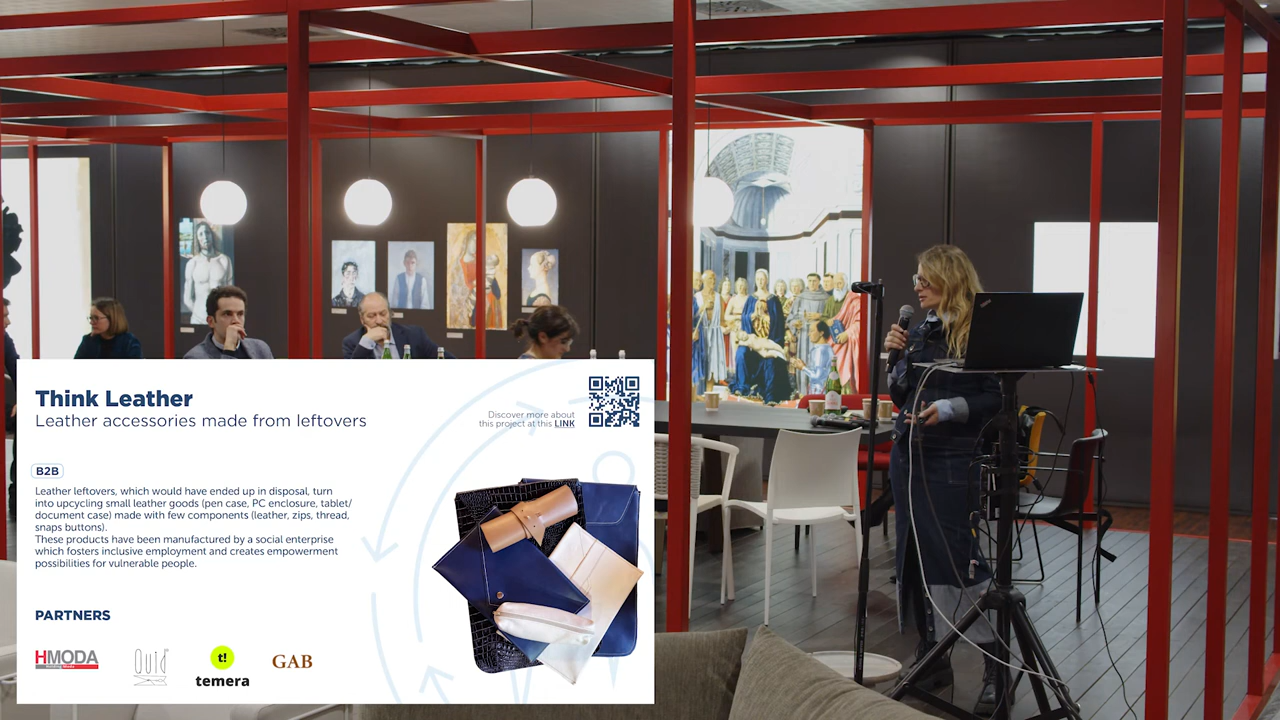 Think Leather
Leather accessories made from leftovers
Discover more about
this project at this LINK
B2B
Leather leftovers, which would have ended up in disposal, turn
into upcycling small leather goods (pen case, PC enclosure, tablet/
document case) made with few components (leather, zips, thread,
snaps buttons).
These products have been manufactured by a social enterprise
which fosters inclusive employment and creates empowerment
possibilities for vulnerable people.
PARTNERS
HMODA
Holding Moda
Quid
t!
temera
GAB